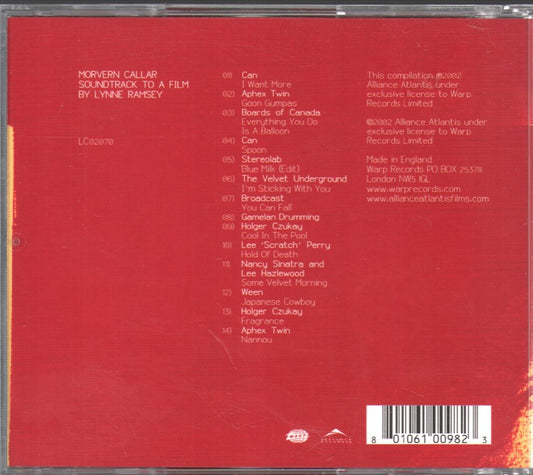 MORVERN CALLAR
SOUNDTRACK TO A FILM
BY LYNNE RAMSEY
LC02070
01) Can
I Want More
02) Aphex Twin
Goon Gumpas
03) Boards of Canada
Everything You Do
Is A Balloon
04) Can
Spoon
05) Stereolab
Blue Milk (Edit)
06) The Velvet Underground
I'm Sticking With You
07) Broadcast
You Can Fall
08) Gamelan Drumming
09) Holger Czukay
Cool In The Pool
10) Lee 'Scratch' Perry
Hold Of Death
11) Nancy Sinatra and
Lee Hazlewood
Some Velvet Morning
12) Ween
Japanese Cowboy
13) Holger Czukay
Fragrance
14) Aphex Twin
Nannou
This compilation ℗2002
Alliance Atlantis under
exclusive license to Warp
Records Limited
©2002 Alliance Atlantis under
exclusive license to Warp
Records Limited.
Made in England
Warp Records PO BOX 25378
London NW5 1GL
www.warprecords.com
www.allianceatlantisfilms.com
8 01061 00982 3